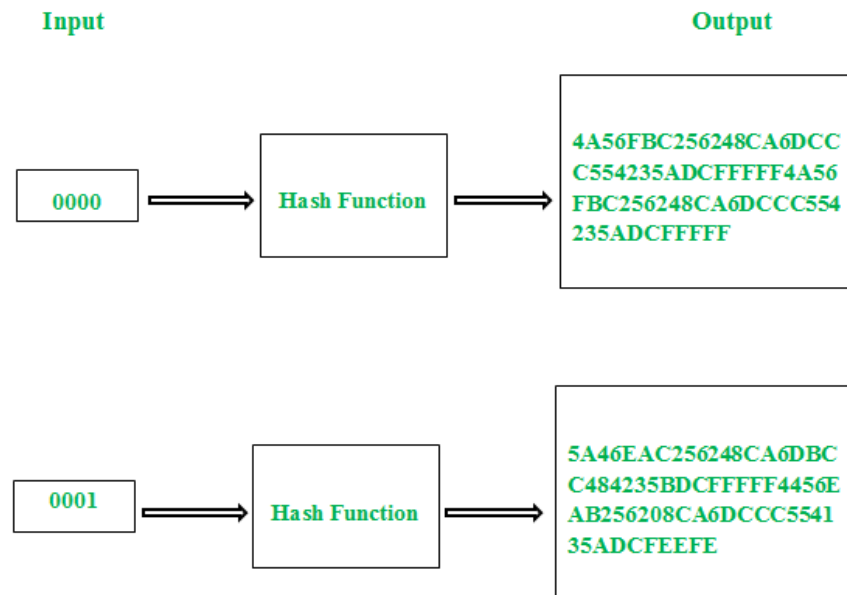 Input
Output
0000
Hash Function
4A56FBC256248CA6DCC
C554235ADCFFFFF4A56
FBC256248CA6DCCC554
235ADCFFFFF
0001
Hash Function
5A46EAC256248CA6DBC
C484235BDCFFFFF4456E
AB256208CA6DCCC5541
35ADCFEEFE